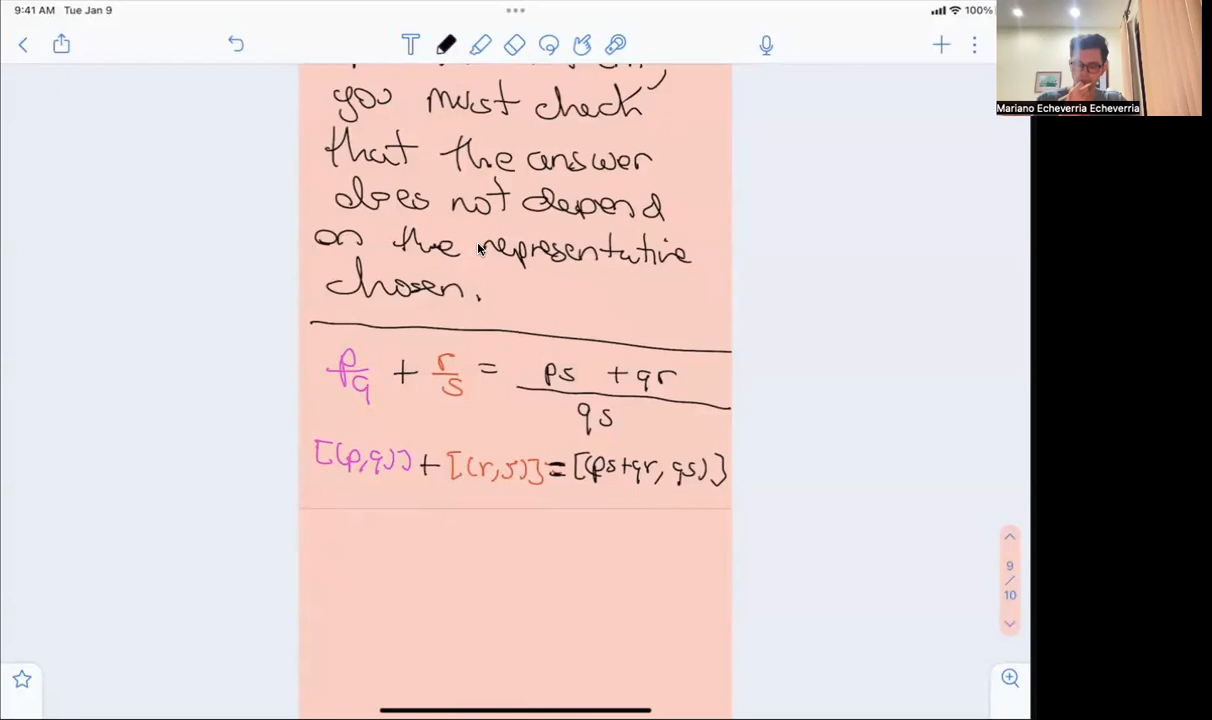 9:41 AM Tue Jan 9
100%
Mariano Echeverria Echeverria
you must check
that the answer
does not depend
on the representative
chosen.
p/q + r/s = ps + qr / qs
[(p,q)] + [(r,s)] = [(ps+qr, qs)]
9
/
10